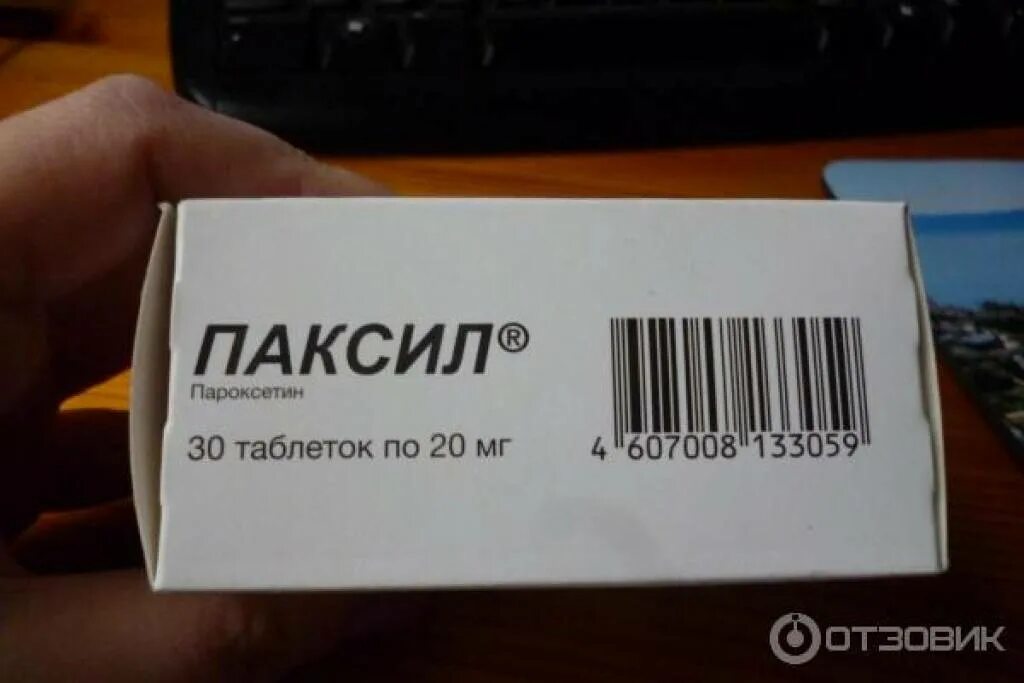 ПАКСИЛ®
Пароксетин
30 таблеток по 20 мг
4 607008 133059
ОТЗОВИК